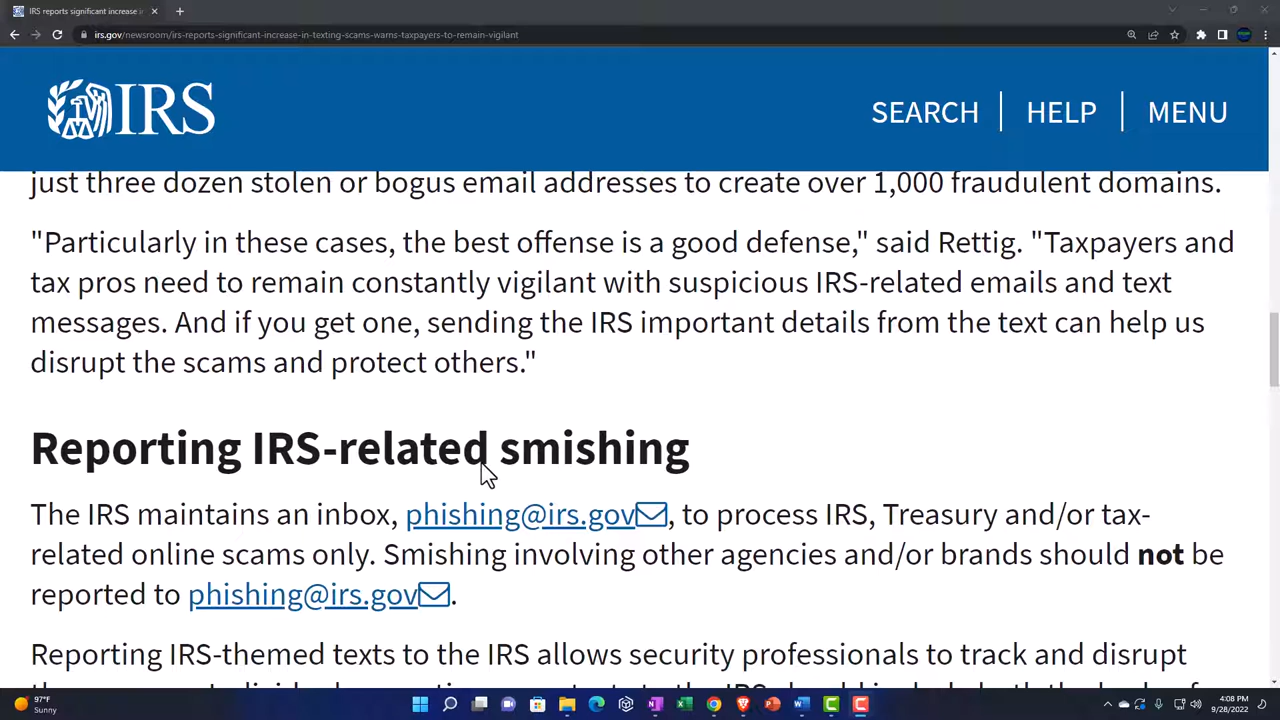 IRS reports significant increase i
irs.gov/newsroom/irs-reports-significant-increase-in-texting-scams-warns-taxpayers-to-remain-vigilant
IRS
SEARCH HELP MENU
just three dozen stolen or bogus email addresses to create over 1,000 fraudulent domains.
"Particularly in these cases, the best offense is a good defense," said Rettig. "Taxpayers and
tax pros need to remain constantly vigilant with suspicious IRS-related emails and text
messages. And if you get one, sending the IRS important details from the text can help us
disrupt the scams and protect others."
Reporting IRS-related smishing
The IRS maintains an inbox, phishing@irs.gov, to process IRS, Treasury and/or tax-
related online scams only. Smishing involving other agencies and/or brands should not be
reported to phishing@irs.gov.
Reporting IRS-themed texts to the IRS allows security professionals to track and disrupt
97°F
Sunny
4:08 PM
9/28/2022